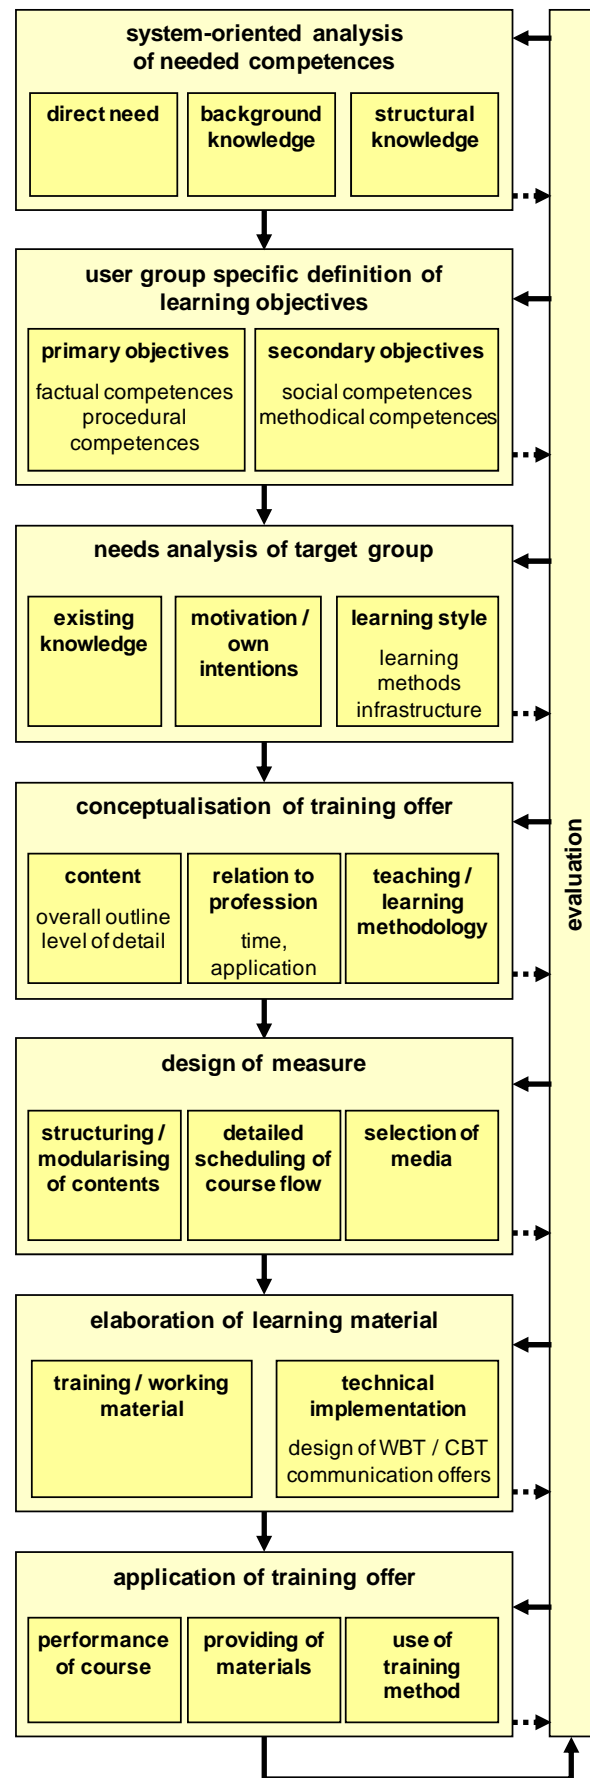 system-oriented analysis
of needed competences
direct need
background
knowledge
structural
knowledge
user group specific definition of
learning objectives
primary objectives
factual competences
procedural
competences
secondary objectives
social competences
methodical competences
needs analysis of target group
existing
knowledge
motivation /
own
intentions
learning style
learning
methods
infrastructure
conceptualisation of training offer
content
overall outline
level of detail
relation to
profession
time,
application
teaching /
learning
methodology
evaluation
design of measure
structuring /
modularising
of contents
detailed
scheduling of
course flow
selection of
media
elaboration of learning material
training / working
material
technical
implementation
design of WBT / CBT
communication offers
application of training offer
performance
of course
providing of
materials
use of
training
method